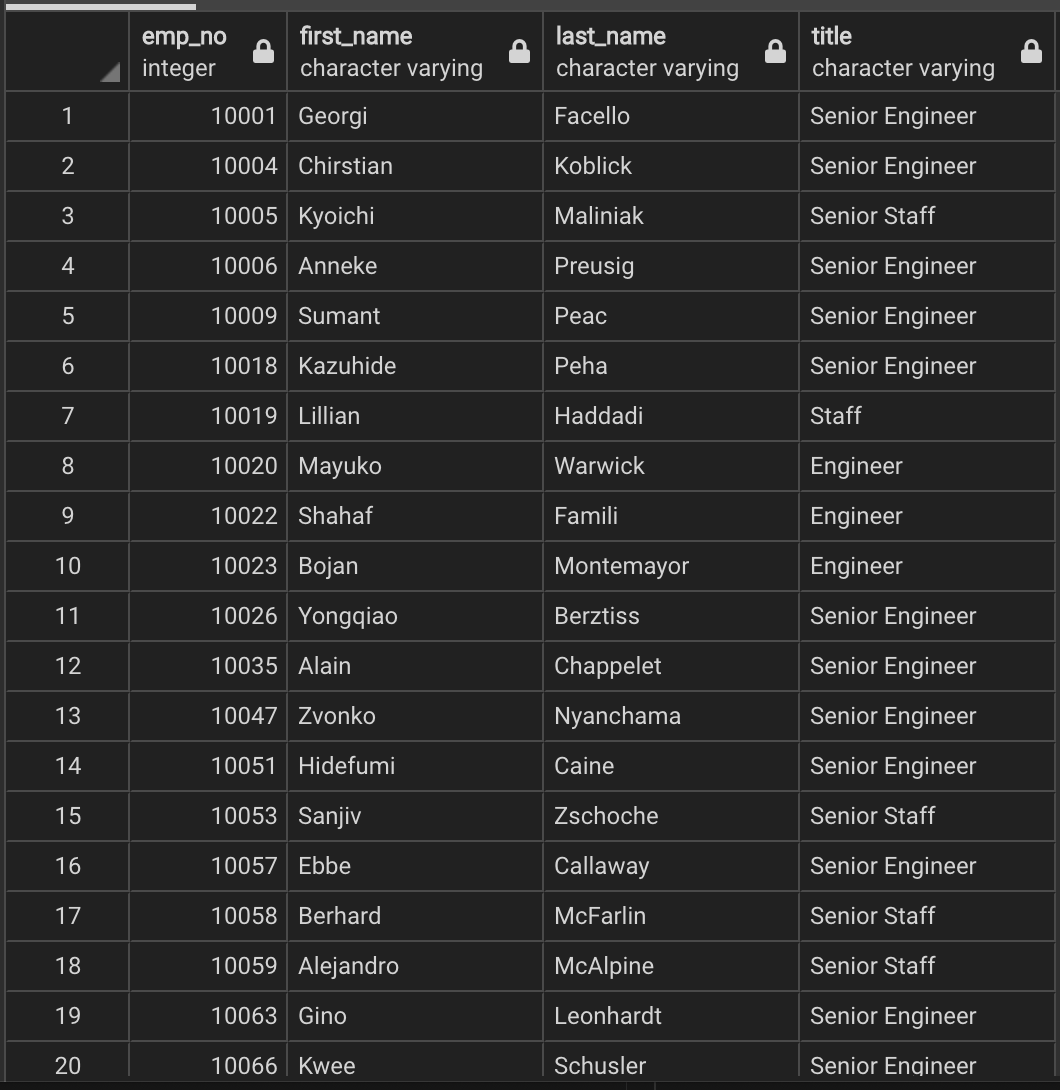 emp_no first_name last_name title
integer character varying character varying character varying
1 10001 Georgi Facello Senior Engineer
2 10004 Chirstian Koblick Senior Engineer
3 10005 Kyoichi Maliniak Senior Staff
4 10006 Anneke Preusig Senior Engineer
5 10009 Sumant Peac Senior Engineer
6 10018 Kazuhide Peha Senior Engineer
7 10019 Lillian Haddadi Staff
8 10020 Mayuko Warwick Engineer
9 10022 Shahaf Famili Engineer
10 10023 Bojan Montemayor Engineer
11 10026 Yongqiao Berztiss Senior Engineer
12 10035 Alain Chappelet Senior Engineer
13 10047 Zvonko Nyanchama Senior Engineer
14 10051 Hidefumi Caine Senior Engineer
15 10053 Sanjiv Zschoche Senior Staff
16 10057 Ebbe Callaway Senior Engineer
17 10058 Berhard McFarlin Senior Staff
18 10059 Alejandro McAlpine Senior Staff
19 10063 Gino Leonhardt Senior Engineer
20 10066 Kwee Schusler Senior Engineer